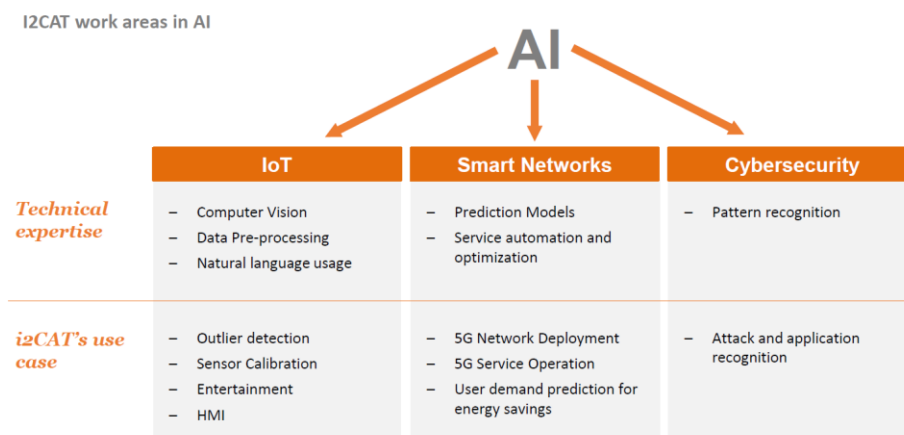 I2CAT work areas in AI
AI
IoT
Smart Networks
Cybersecurity
Technical
expertise
– Computer Vision
– Data Pre-processing
– Natural language usage
– Prediction Models
– Service automation and
optimization
– Pattern recognition
i2CAT's use
case
– Outlier detection
– Sensor Calibration
– Entertainment
– HMI
– 5G Network Deployment
– 5G Service Operation
– User demand prediction for
energy savings
– Attack and application
recognition